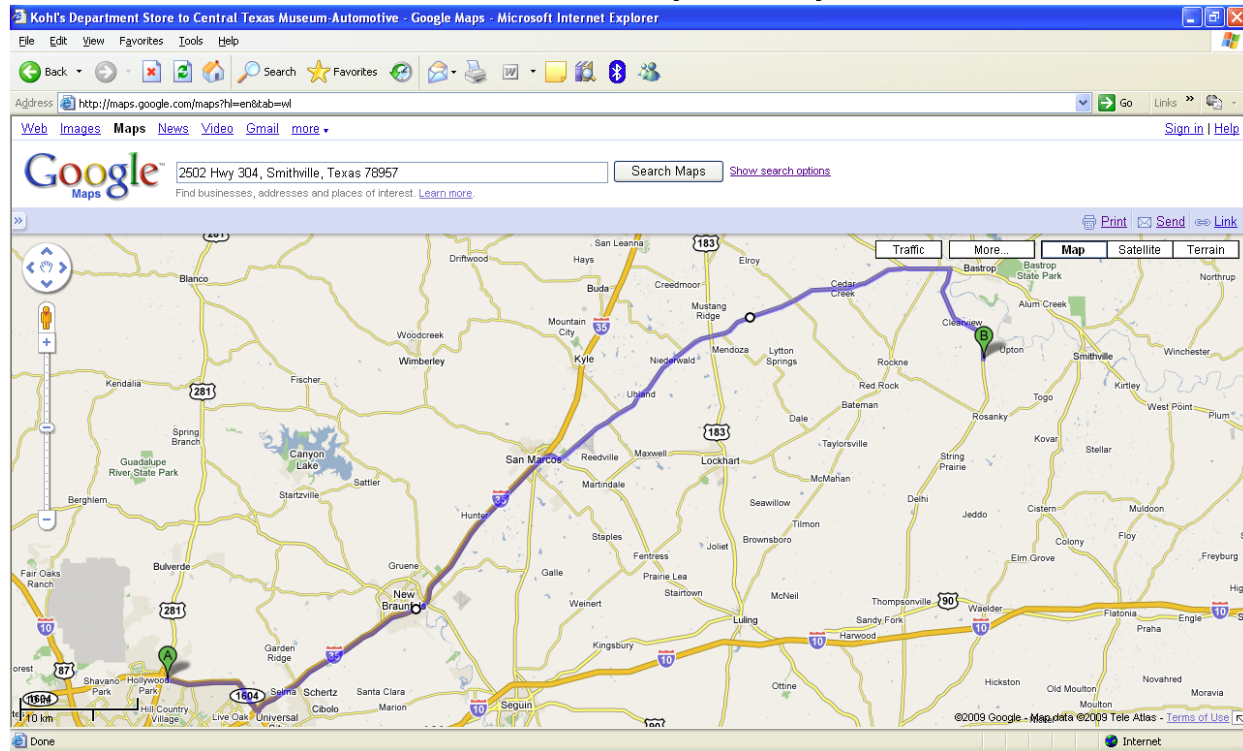 Kohl's Department Store to Central Texas Museum-Automotive - Google Maps - Microsoft Internet Explorer
File Edit View Favorites Tools Help
Back Search Favorites
Address http://maps.google.com/maps?hl=en&tab=wl Go Links »
Web Images Maps News Video Gmail more Sign in | Help
Google Maps 2502 Hwy 304, Smithville, Texas 78957 Search Maps Show search options
Find businesses, addresses and places of interest. Learn more.
» Print Send Link
Traffic More... Map Satellite Terrain
San Leanna 183
Driftwood Hays Elroy Bastrop Bastrop State Park
Blanco Buda Creedmoor Cedar Creek Northrup
Mustang Ridge Alum Creek
Woodcreek Mountain City 35 Clearview
B
Wimberley Kyle Niederwald Mendoza Lytton Springs Rockne Upton Smithville Winchester
Kendalia 281 Fischer Uhland Red Rock Kirtley
Togo
Dale Bateman Rosanky West Point Plum
Spring Branch 183 Taylorsville Kovar
Canyon Lake San Marcos Reedville Maxwell Lockhart String Prairie Stellar
Guadalupe River State Park Sattler McMahan
Berghlem Startzville 35 Martindale Delhi
Hunter Seawillow Jeddo Cistern Muldoon
Tilmon
Staples Brownsboro Colony Floy
Fentress Joliet Elm Grove Freyburg
Fair Oaks Ranch Bulverde Gruene Galle Prairie Lea
New Braunfels Weinert Startown McNeil Thompsonville 90 Waelder
281 Luling Sandy Fork Flatonia 10
10 Harwood 10 Praha Engle
10
Garden Ridge 35 Kingsbury
A 10
87 Shavano Park Hollywood Park Ottine Hickston Novahred
1604 1604 Selma Schertz Santa Clara Old Moulton Moravia
Cibolo Marion 10 Seguin Moulton
10 km Hill Country Village Live Oak Universal 90
©2009 Google - Map data ©2009 Tele Atlas - Terms of Use
Done Internet